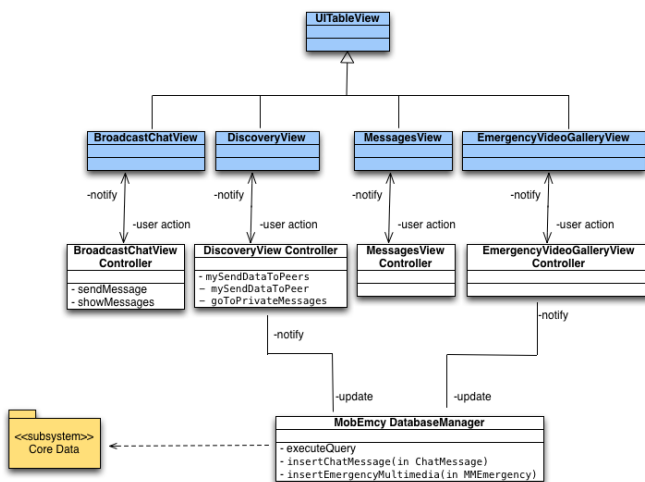 UITableView
BroadcastChatView
DiscoveryView
MessagesView
EmergencyVideoGalleryView
-notify
-notify
-notify
-notify
-user action
-user action
-user action
-user action
BroadcastChatView
Controller
- sendMessage
- showMessages
DiscoveryView Controller
- mySendDataToPeers
– mySendDataToPeer
– goToPrivateMessages
MessagesView
Controller
EmergencyVideoGalleryView
Controller
-notify
-notify
-update
-update
<<subsystem>>
Core Data
MobEmcy DatabaseManager
- executeQuery
- insertChatMessage(in ChatMessage)
- insertEmergencyMultimedia(in MMEmergency)